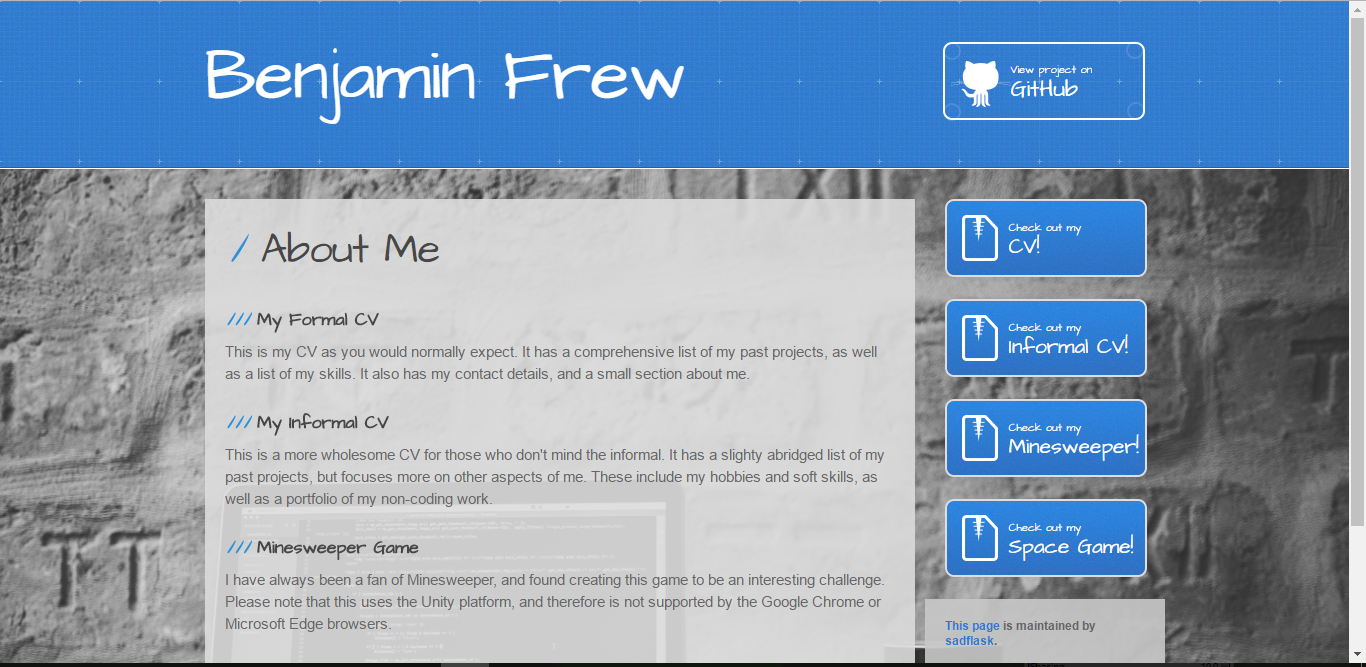 Benjamin Frew
View project on
GitHub
/ About Me
/// My Formal CV
This is my CV as you would normally expect. It has a comprehensive list of my past projects, as well
as a list of my skills. It also has my contact details, and a small section about me.
/// My Informal CV
This is a more wholesome CV for those who don't mind the informal. It has a slighty abridged list of my
past projects, but focuses more on other aspects of me. These include my hobbies and soft skills, as
well as a portfolio of my non-coding work.
/// Minesweeper Game
I have always been a fan of Minesweeper, and found creating this game to be an interesting challenge.
Please note that this uses the Unity platform, and therefore is not supported by the Google Chrome or
Microsoft Edge browsers.
Check out my
CV!
Check out my
Informal CV!
Check out my
Minesweeper!
Check out my
Space Game!
This page is maintained by
sadflask.
TT